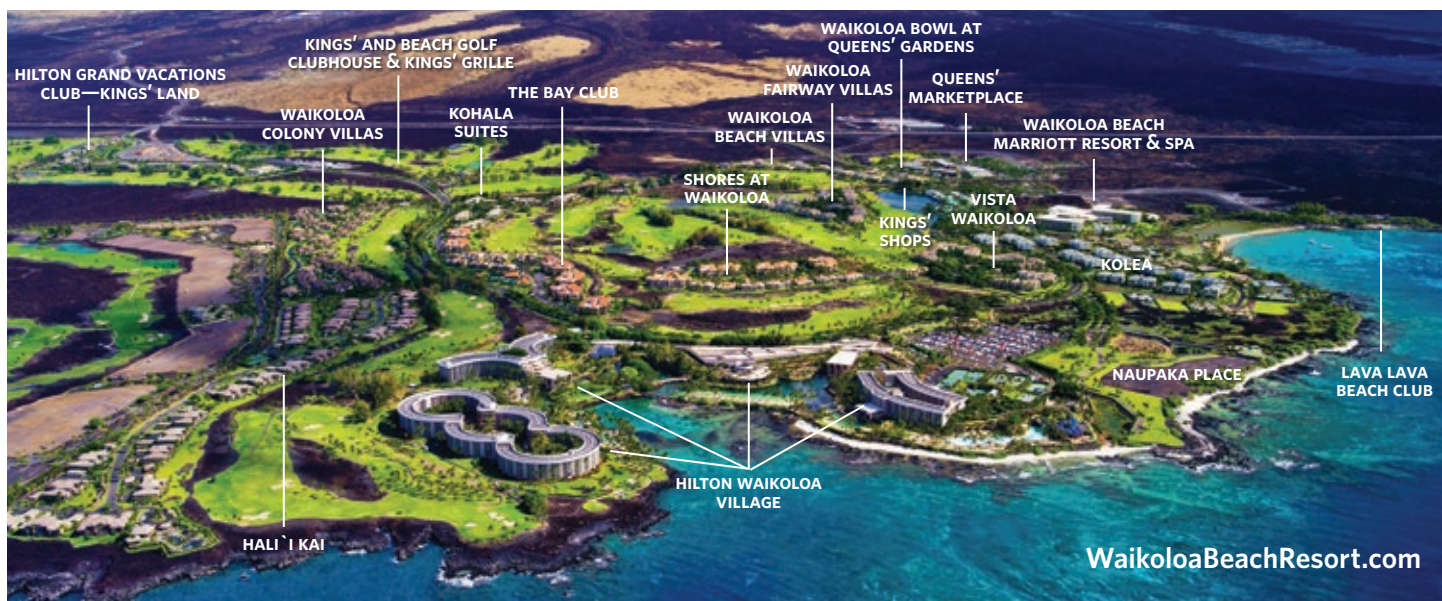 WAIKOLOA BOWL AT
QUEENS' GARDENS
KINGS' AND BEACH GOLF
CLUBHOUSE & KINGS' GRILLE
HILTON GRAND VACATIONS
CLUB—KINGS' LAND
WAIKOLOA
FAIRWAY VILLAS
QUEENS'
MARKETPLACE
THE BAY CLUB
WAIKOLOA
COLONY VILLAS
KOHALA
SUITES
WAIKOLOA
BEACH VILLAS
WAIKOLOA BEACH
MARRIOTT RESORT & SPA
SHORES AT
WAIKOLOA
KINGS'
SHOPS
VISTA
WAIKOLOA
KOLEA
NAUPAKA PLACE
LAVA LAVA
BEACH CLUB
HILTON WAIKOLOA
VILLAGE
HALI`I KAI
WaikoloaBeachResort.com